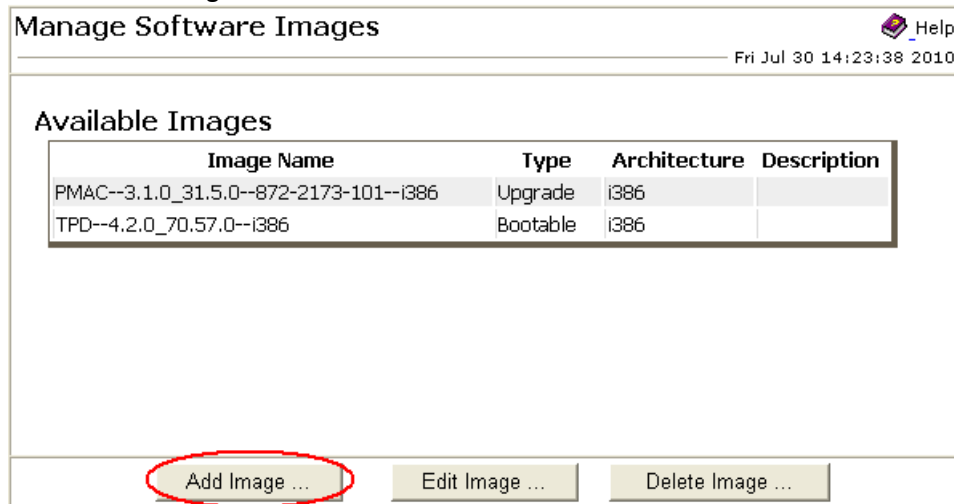 Manage Software Images
Help
Fri Jul 30 14:23:38 2010
Available Images
Image Name Type Architecture Description
PMAC--3.1.0_31.5.0--872-2173-101--i386 Upgrade i386
TPD--4.2.0_70.57.0--i386 Bootable i386
Add Image ... Edit Image ... Delete Image ...